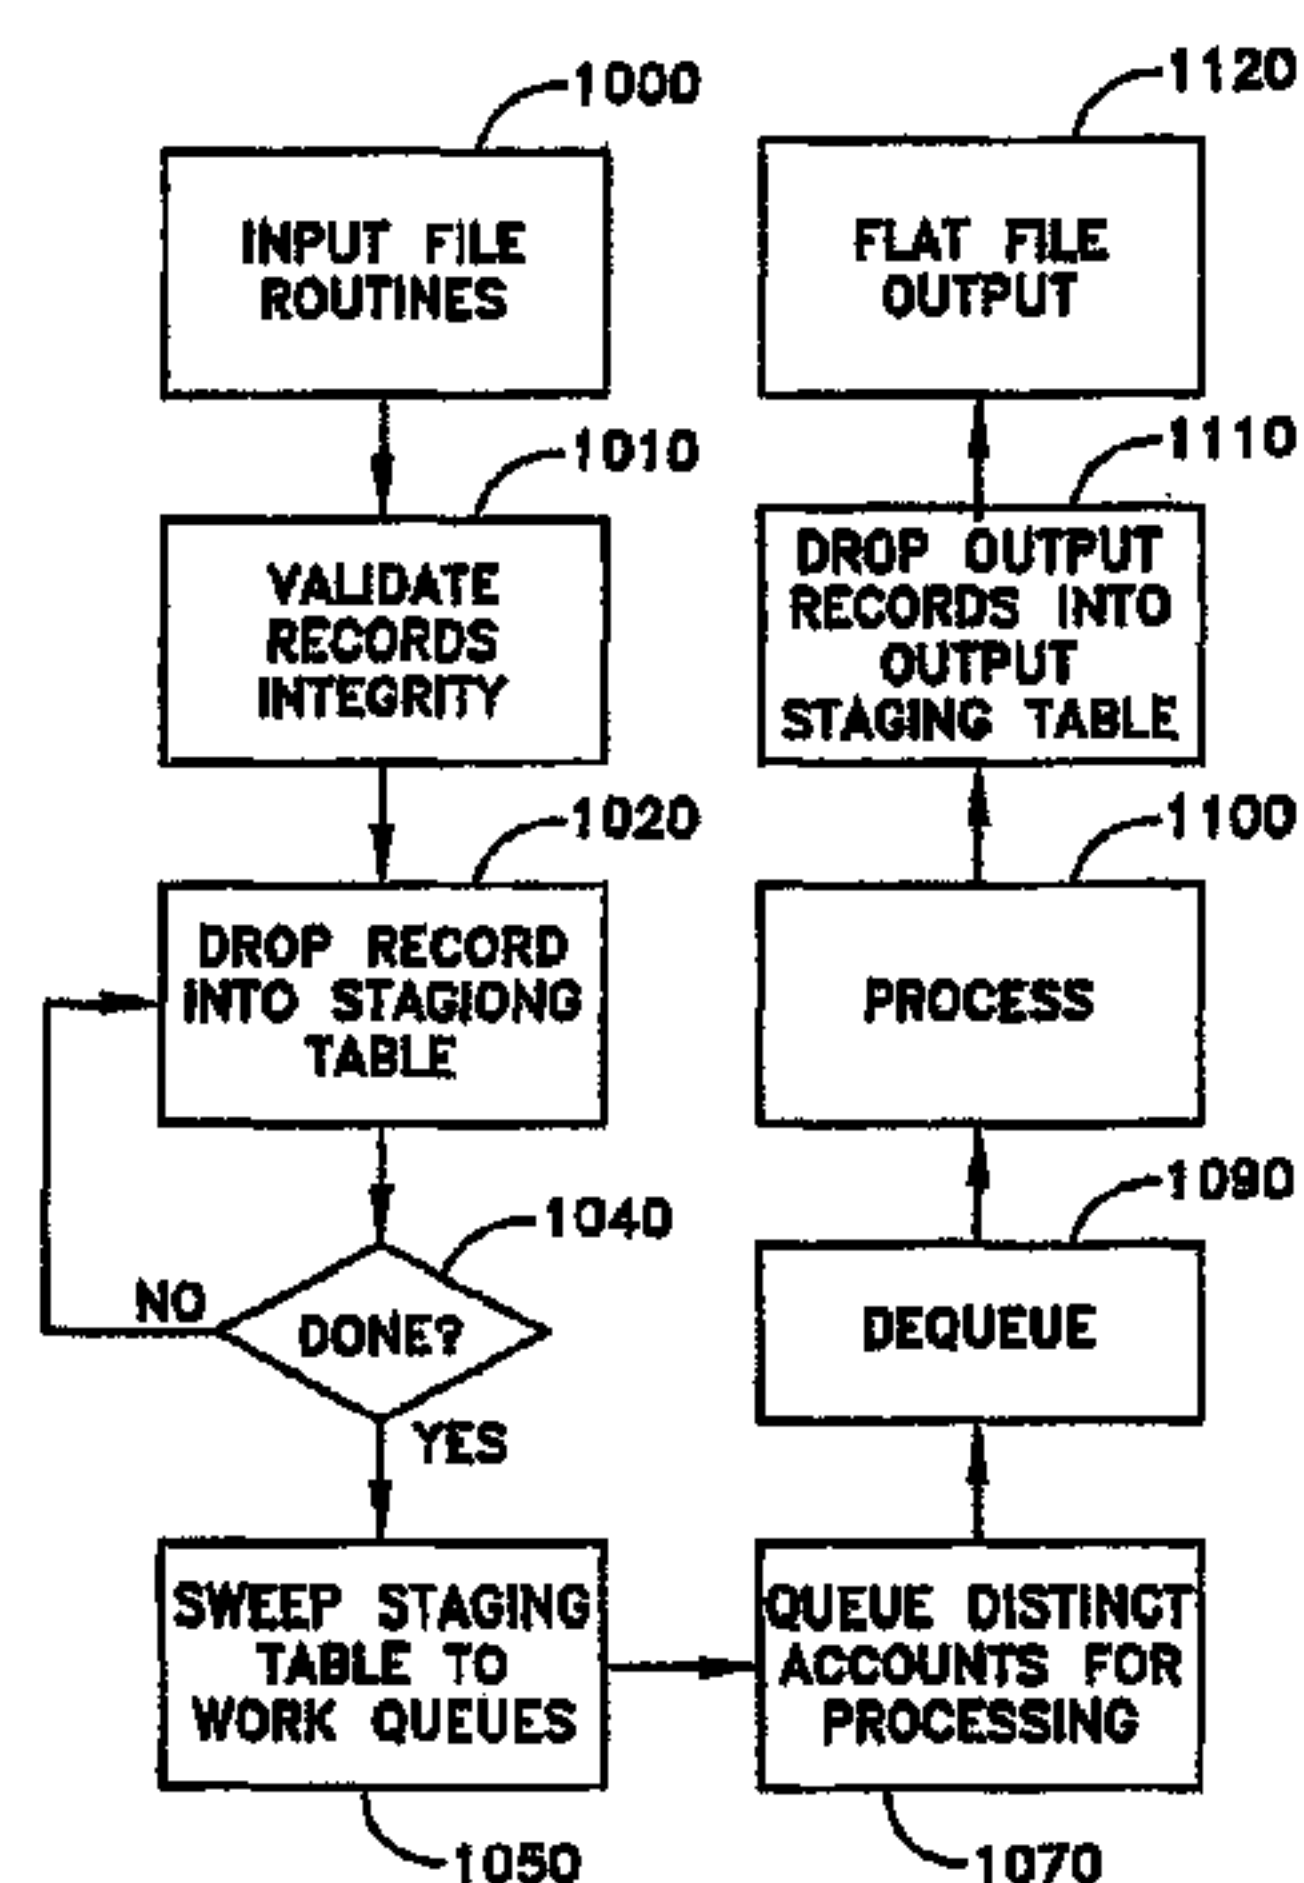 1000
INPUT FILE
ROUTINES
1010
VALIDATE
RECORDS
INTEGRITY
1020
DROP RECORD
INTO STAGIONG
TABLE
1040
DONE?
NO
YES
SWEEP STAGING
TABLE TO
WORK QUEUES
1050
QUEUE DISTINCT
ACCOUNTS FOR
PROCESSING
1070
1090
DEQUEUE
1100
PROCESS
1110
DROP OUTPUT
RECORDS INTO
OUTPUT
STAGING TABLE
1120
FLAT FILE
OUTPUT